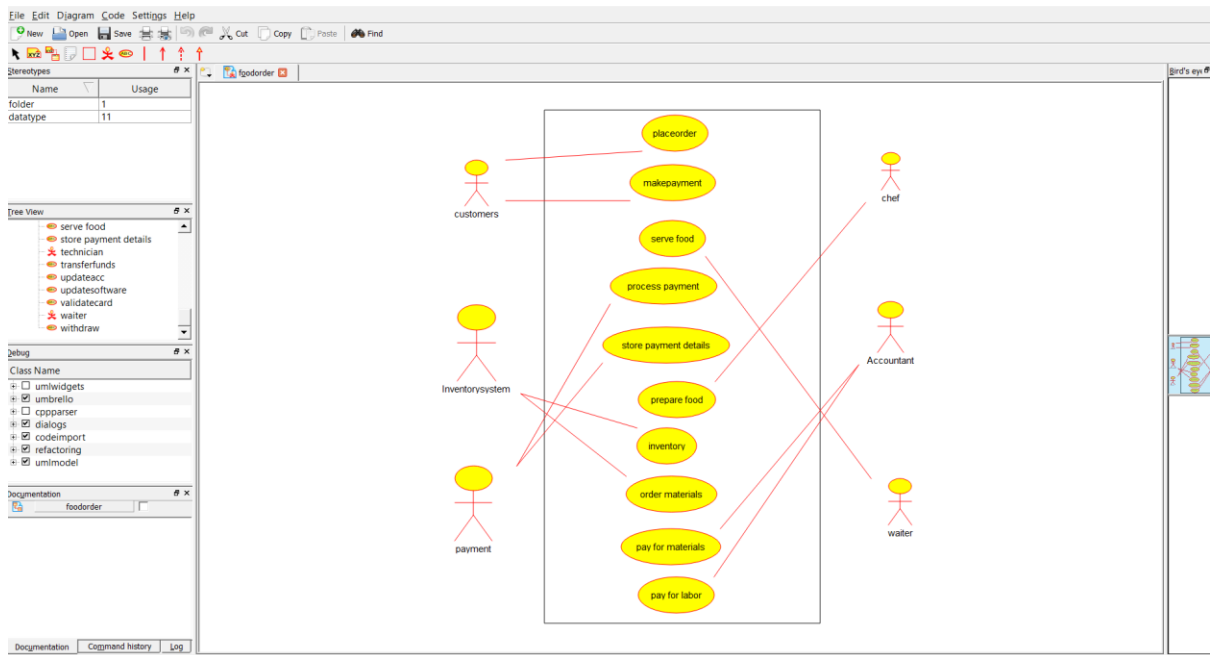 File Edit Diagram Code Settings Help
New Open Save Cut Copy Paste Find
XYZ
Stereotypes
Name Usage
folder 1
datatype 11
Tree View
serve food
store payment details
technician
transferfunds
updateacc
updatesoftware
validatecard
waiter
withdraw
Debug
Class Name
umlwidgets
umbrello
cppparser
dialogs
codeimport
refactoring
umlmodel
Documentation
foodorder
Documentation Command history Log
foodorder
placeorder
makepayment
serve food
process payment
store payment details
prepare food
inventory
order materials
pay for materials
pay for labor
customers
Inventorysystem
payment
chef
Accountant
waiter
Bird's eye